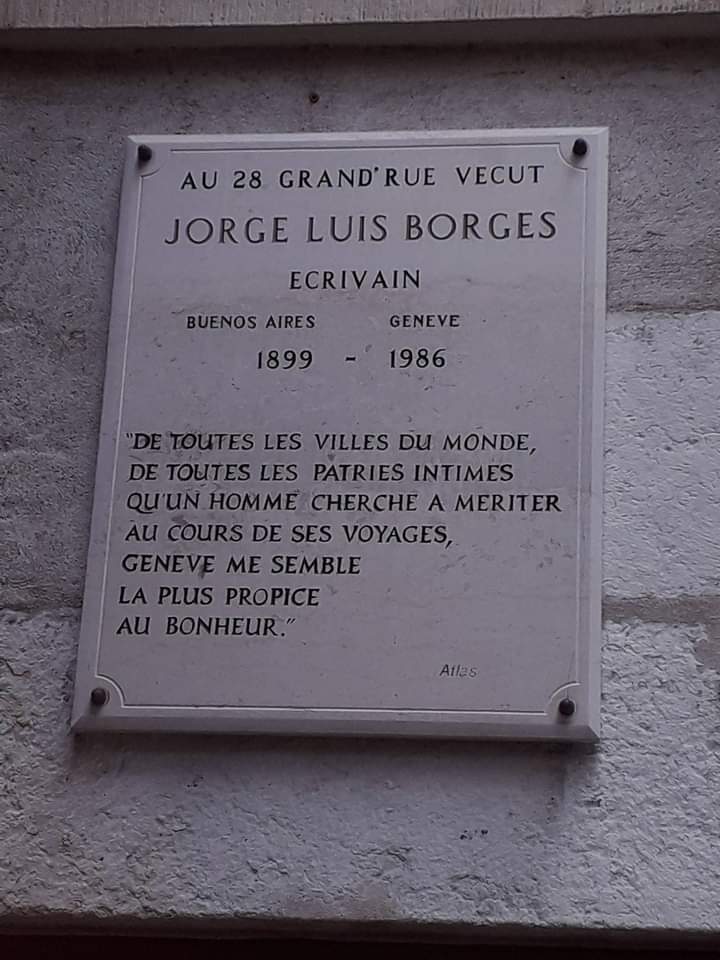 AU 28 GRAND'RUE VECUT
JORGE LUIS BORGES
ECRIVAIN
BUENOS AIRES GENEVE
1899 - 1986
"DE TOUTES LES VILLES DU MONDE,
DE TOUTES LES PATRIES INTIMES
QU'UN HOMME CHERCHE A MERITER
AU COURS DE SES VOYAGES,
GENEVE ME SEMBLE
LA PLUS PROPICE
AU BONHEUR."
Atlas